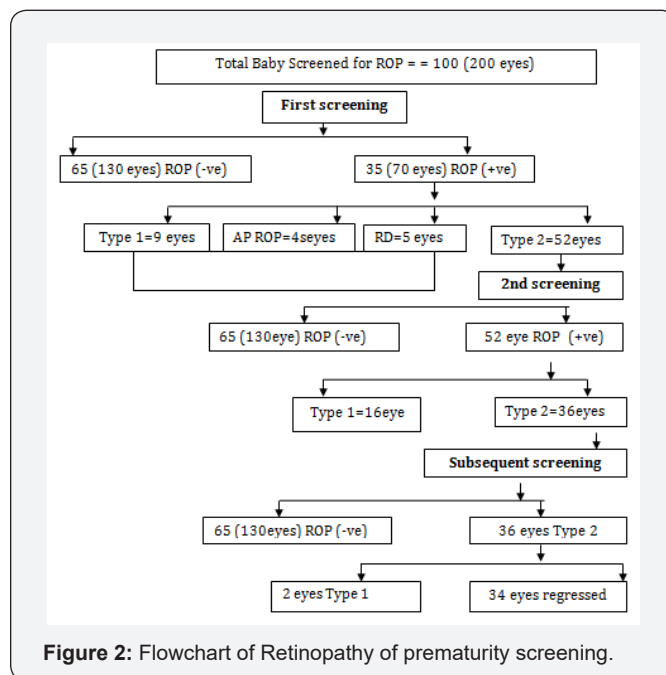 Total Baby Screened for ROP = = 100 (200 eyes)
First screening
65 (130 eyes) ROP (-ve)
35 (70 eyes) ROP (+ve)
Type 1=9 eyes
AP ROP=4seyes
RD=5 eyes
Type 2=52eyes
2nd screening
65 (130eye) ROP (-ve)
52 eye ROP (+ve)
Type 1=16eye
Type 2=36eyes
Subsequent screening
65 (130eyes) ROP (-ve)
36 eyes Type 2
2 eyes Type 1
34 eyes regressed
Figure 2: Flowchart of Retinopathy of prematurity screening.